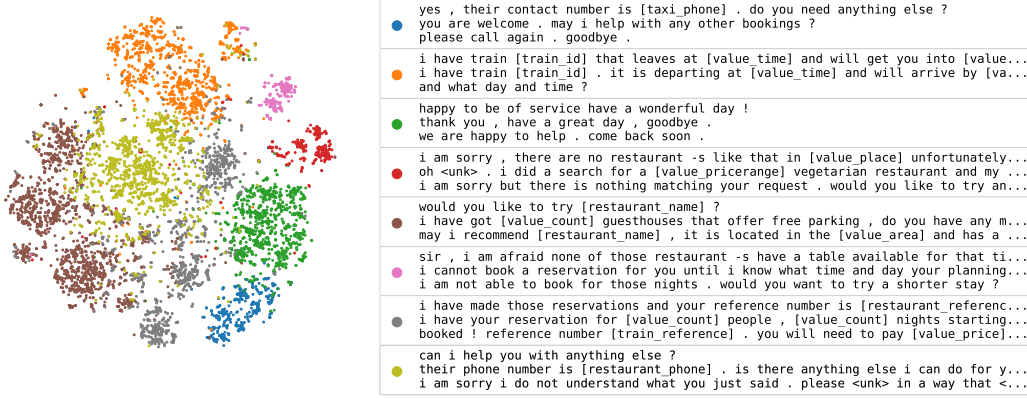 yes , their contact number is [taxi_phone] . do you need anything else ?
you are welcome . may i help with any other bookings ?
please call again . goodbye .
i have train [train_id] that leaves at [value_time] and will get you into [value...
i have train [train_id] . it is departing at [value_time] and will arrive by [va...
and what day and time ?
happy to be of service have a wonderful day !
thank you , have a great day , goodbye .
we are happy to help . come back soon .
i am sorry , there are no restaurant -s like that in [value_place] unfortunately...
oh <unk> . i did a search for a [value_pricerange] vegetarian restaurant and my ...
i am sorry but there is nothing matching your request . would you like to try an...
would you like to try [restaurant_name] ?
i have got [value_count] guesthouses that offer free parking , do you have any m...
may i recommend [restaurant_name] , it is located in the [value_area] and has a ...
sir , i am afraid none of those restaurant -s have a table available for that ti...
i cannot book a reservation for you until i know what time and day your planning...
i am not able to book for those nights . would you want to try a shorter stay ?
i have made those reservations and your reference number is [restaurant_referenc...
i have your reservation for [value_count] people , [value_count] nights starting...
booked ! reference number [train_reference] . you will need to pay [value_price]...
can i help you with anything else ?
their phone number is [restaurant_phone] . is there anything else i can do for y...
i am sorry i do not understand what you just said . please <unk> in a way that <...